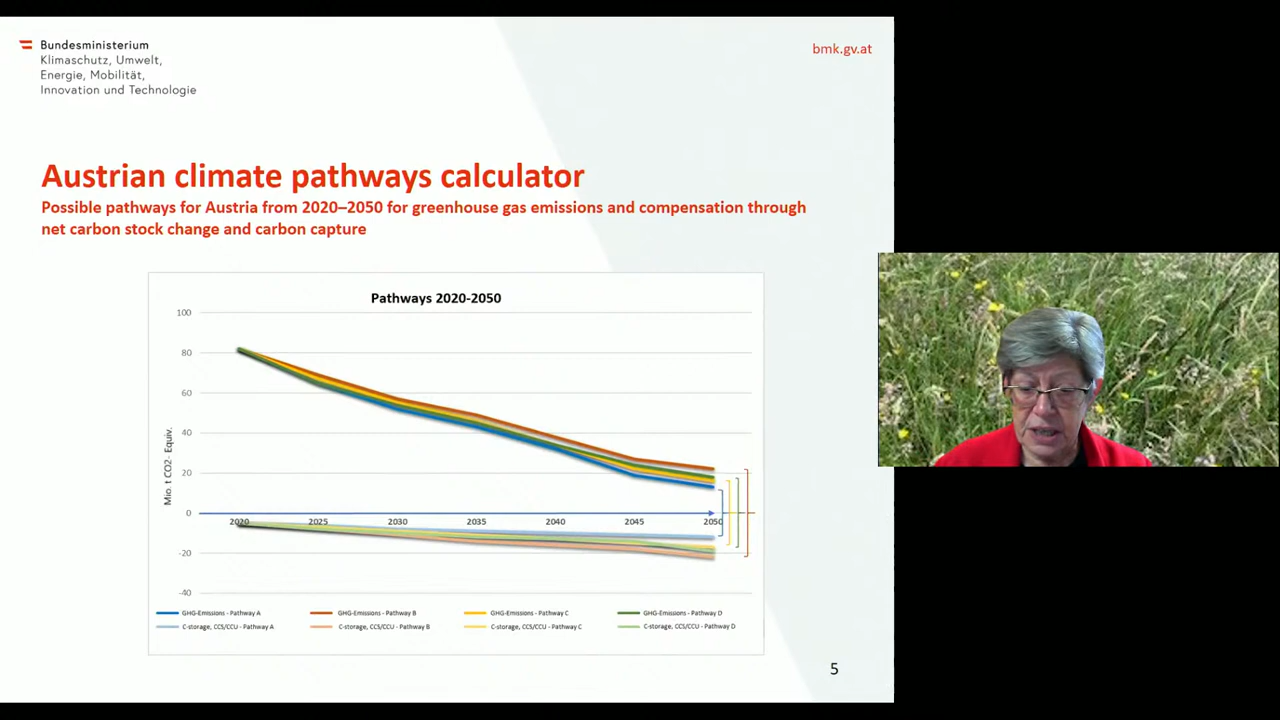 Bundesministerium
Klimaschutz, Umwelt,
Energie, Mobilität,
Innovation und Technologie
bmk.gv.at
Austrian climate pathways calculator
Possible pathways for Austria from 2020–2050 for greenhouse gas emissions and compensation through
net carbon stock change and carbon capture
Pathways 2020-2050
Mio. t CO2- Equiv.
100
80
60
40
20
0
-20
-40
2020 2025 2030 2035 2040 2045 2050
GHG-Emissions - Pathway A GHG-Emissions - Pathway B GHG-Emissions - Pathway C GHG-Emissions - Pathway D
C-storage, CCS/CCU - Pathway A C-storage, CCS/CCU - Pathway B C-storage, CCS/CCU - Pathway C C-storage, CCS/CCU - Pathway D
5